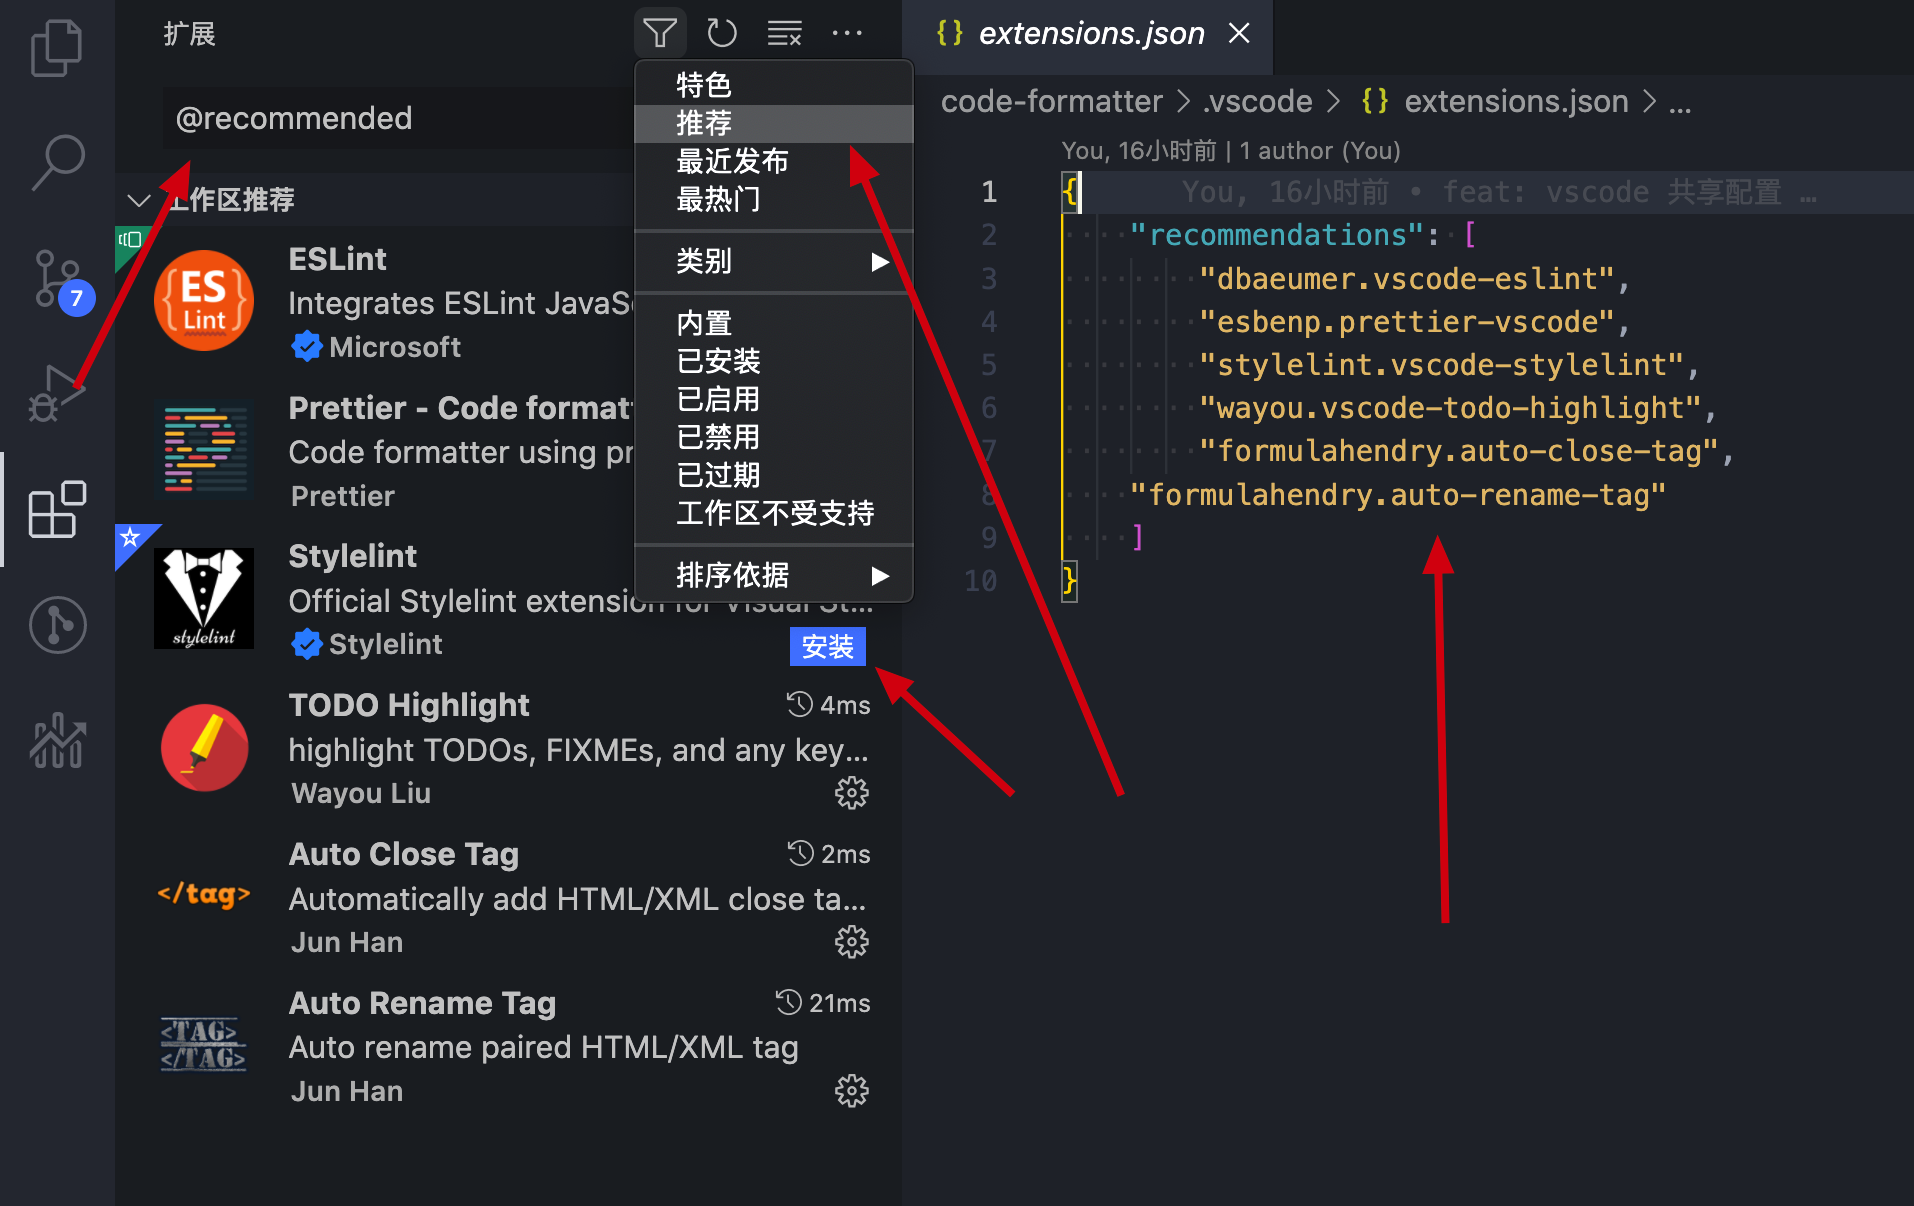 扩展
@recommended
工作区推荐
ES
Lint
ESLint
Integrates ESLint JavaSc
Microsoft
Prettier - Code format
Code formatter using pr
Prettier
stylelint
Stylelint
Official Stylelint extension for Visual St...
Stylelint
安装
TODO Highlight
4ms
highlight TODOs, FIXMEs, and any key...
Wayou Liu
</tag>
Auto Close Tag
2ms
Automatically add HTML/XML close ta...
Jun Han
<TAG>
</TAG>
Auto Rename Tag
21ms
Auto rename paired HTML/XML tag
Jun Han
7
特色
推荐
最近发布
最热门
类别
内置
已安装
已启用
已禁用
已过期
工作区不受支持
排序依据
{} extensions.json
code-formatter > .vscode > {} extensions.json > ...
You, 16小时前 | 1 author (You)
1 { You, 16小时前 • feat: vscode 共享配置 …
2 "recommendations": [
3 "dbaeumer.vscode-eslint",
4 "esbenp.prettier-vscode",
5 "stylelint.vscode-stylelint",
6 "wayou.vscode-todo-highlight",
7 "formulahendry.auto-close-tag",
8 "formulahendry.auto-rename-tag"
9 ]
10 }